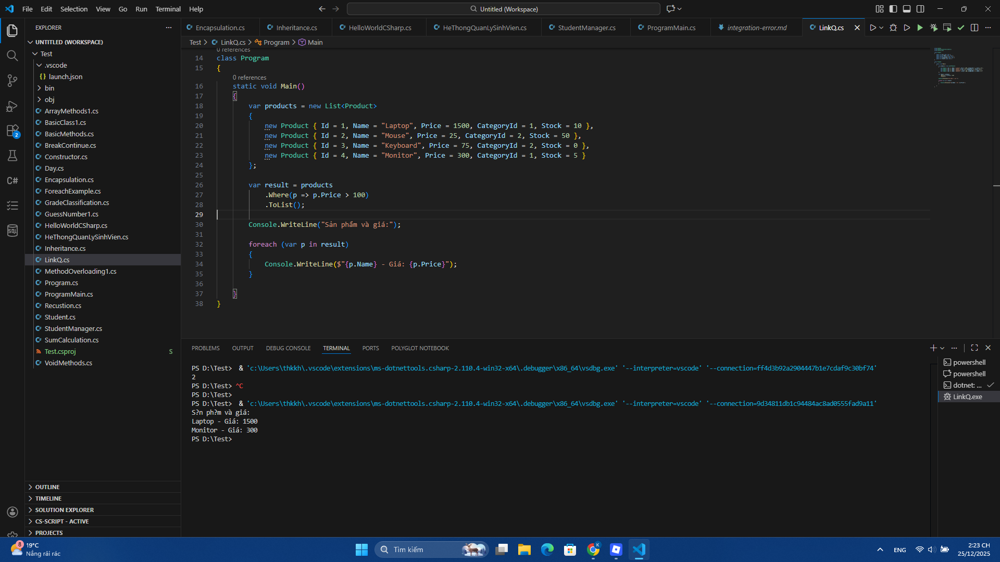 File Edit Selection View Go Run Terminal Help
Untitled (Workspace)
EXPLORER
UNTITLED (WORKSPACE)
Test
.vscode
{} launch.json
bin
obj
C# ArrayMethods1.cs
C# BasicClass1.cs
C# BasicMethods.cs
C# BreakContinue.cs
C# Constructor.cs
C# Day.cs
C# Encapsulation.cs
C# ForeachExample.cs
C# GradeClassification.cs
C# GuessNumber1.cs
C# HelloWorldCSharp.cs
C# HeThongQuanLySinhVien.cs
C# Inheritance.cs
C# LinkQ.cs
C# MethodOverloading1.cs
C# Program.cs
C# ProgramMain.cs
C# Recustion.cs
C# Student.cs
C# StudentManager.cs
C# SumCalculation.cs
Test.csproj S
C# VoidMethods.cs
OUTLINE
TIMELINE
SOLUTION EXPLORER
CS-SCRIPT - ACTIVE
PROJECTS
2
C#
SQL
C# Encapsulation.cs C# Inheritance.cs C# HelloWorldCSharp.cs C# HeThongQuanLySinhVien.cs C# StudentManager.cs C# ProgramMain.cs integration-error.md C# LinkQ.cs
Test > C# LinkQ.cs > Program > Main
0 references
14 class Program
15 {
0 references
16 static void Main()
17 {
18 var products = new List<Product>
19 {
20 new Product { Id = 1, Name = "Laptop", Price = 1500, CategoryId = 1, Stock = 10 },
21 new Product { Id = 2, Name = "Mouse", Price = 25, CategoryId = 2, Stock = 50 },
22 new Product { Id = 3, Name = "Keyboard", Price = 75, CategoryId = 2, Stock = 0 },
23 new Product { Id = 4, Name = "Monitor", Price = 300, CategoryId = 1, Stock = 5 }
24 };
25
26 var result = products
27 .Where(p => p.Price > 100)
28 .ToList();
29
30 Console.WriteLine("Sản phẩm và giá:");
31
32 foreach (var p in result)
33 {
34 Console.WriteLine($"{p.Name} - Giá: {p.Price}");
35 }
36
37 }
38 }
PROBLEMS OUTPUT DEBUG CONSOLE TERMINAL PORTS POLYGLOT NOTEBOOK
PS D:\Test> & 'c:\Users\thkkh\.vscode\extensions\ms-dotnettools.csharp-2.110.4-win32-x64\.debugger\x86_64\vsdbg.exe' '--interpreter=vscode' '--connection=ff4d3b92a2904447b1e7cdaf9c30bf74'
2
PS D:\Test> ^C
PS D:\Test>
PS D:\Test> & 'c:\Users\thkkh\.vscode\extensions\ms-dotnettools.csharp-2.110.4-win32-x64\.debugger\x86_64\vsdbg.exe' '--interpreter=vscode' '--connection=9d34811db1c94484ac8ad0555fad9a11'
S?n ph?m và giá:
Laptop - Giá: 1500
Monitor - Giá: 300
PS D:\Test>
powershell
powershell
dotnet: ...
LinkQ.exe
8
19°C
Nắng rải rác
Tìm kiếm
K
ENG
2:23 CH
25/12/2025